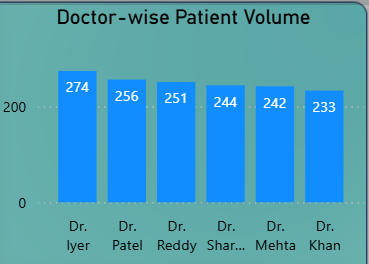 Doctor-wise Patient Volume
274
256
251
244
242
233
200
0
Dr. Iyer
Dr. Patel
Dr. Reddy
Dr. Shar...
Dr. Mehta
Dr. Khan